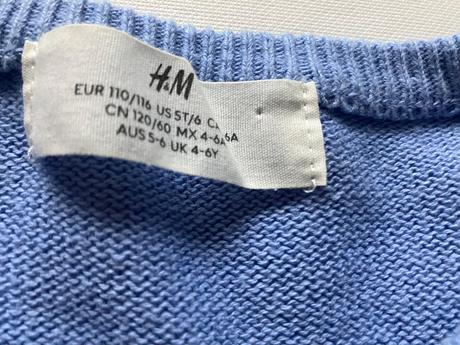 H&M
EUR 110/116 US 5T/6
CN 120/60 MX 4-6A
AUS 5-6 UK 4-6Y